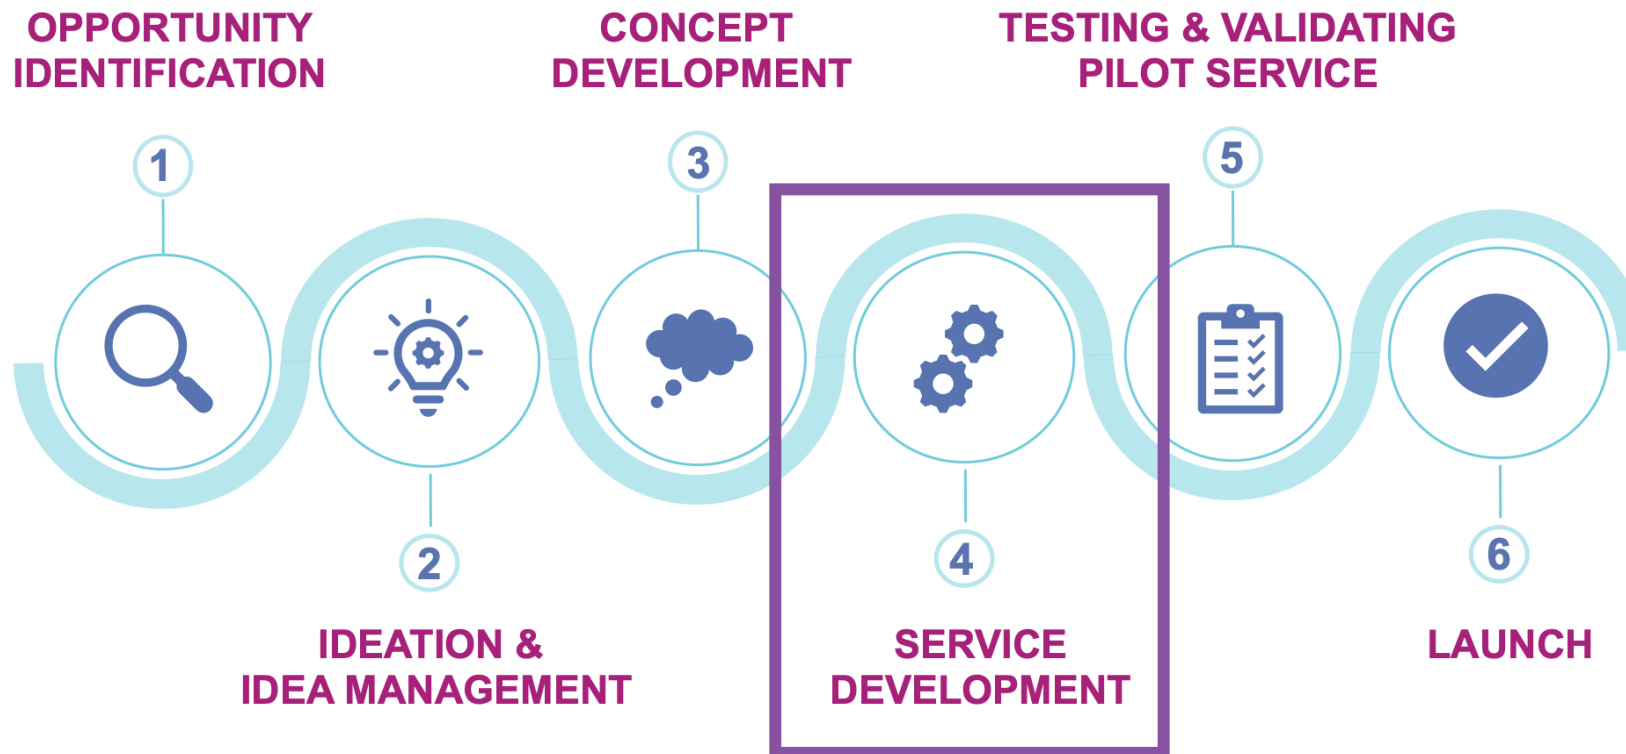 OPPORTUNITY
IDENTIFICATION
CONCEPT
DEVELOPMENT
TESTING & VALIDATING
PILOT SERVICE
1
3
5
2
4
6
IDEATION &
IDEA MANAGEMENT
SERVICE
DEVELOPMENT
LAUNCH